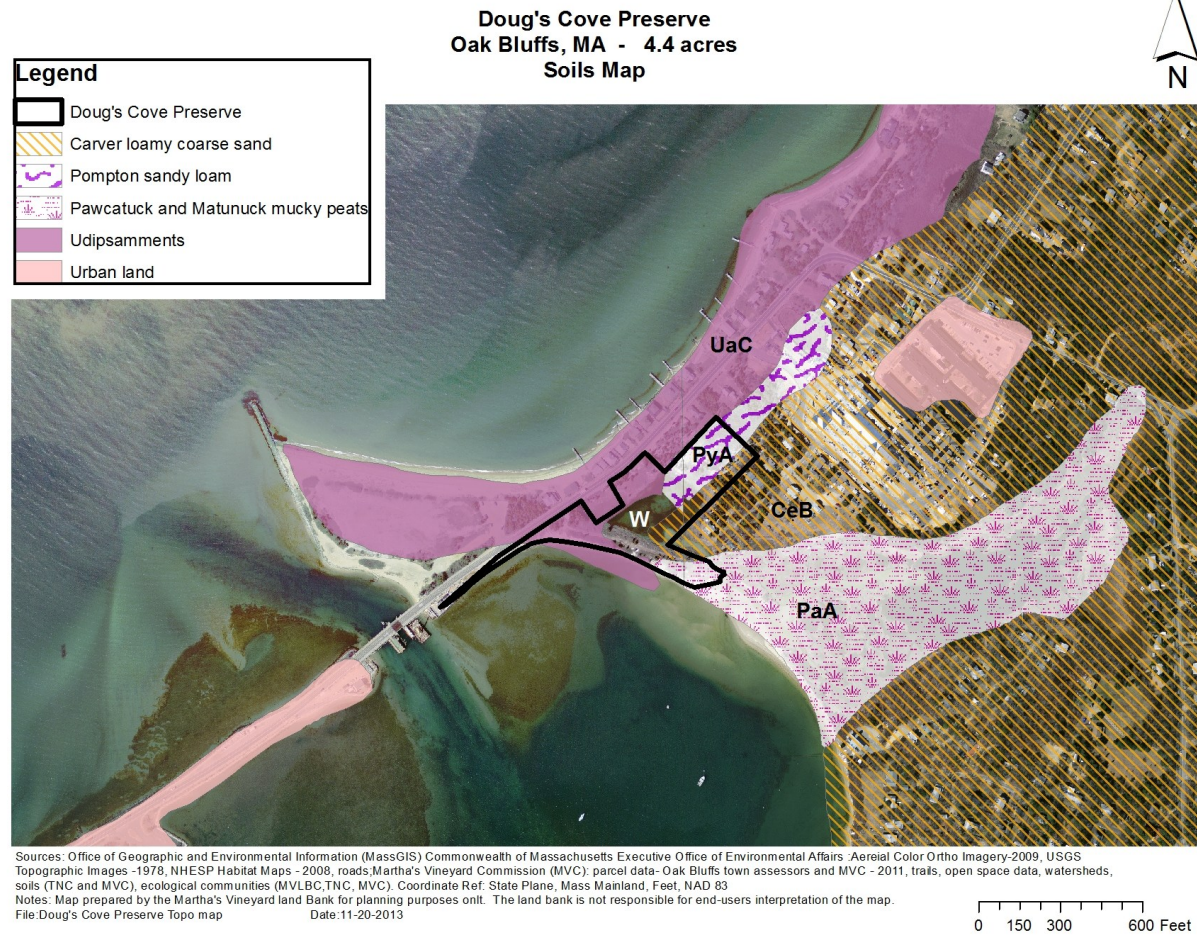 Doug's Cove Preserve
Oak Bluffs, MA - 4.4 acres
Soils Map
N
Legend
Doug's Cove Preserve
Carver loamy coarse sand
Pompton sandy loam
Pawcatuck and Matunuck mucky peats
Udipsamments
Urban land
UaC
PyA
W
CeB
PaA
Sources: Office of Geographic and Environmental Information (MassGIS) Commonwealth of Massachusetts Executive Office of Environmental Affairs :Aereial Color Ortho Imagery-2009, USGS
Topographic Images -1978, NHESP Habitat Maps - 2008, roads;Martha's Vineyard Commission (MVC): parcel data- Oak Bluffs town assessors and MVC - 2011, trails, open space data, watersheds,
soils (TNC and MVC), ecological communities (MVLBC,TNC, MVC). Coordinate Ref: State Plane, Mass Mainland, Feet, NAD 83
Notes: Map prepared by the Martha's Vineyard land Bank for planning purposes onlt. The land bank is not responsible for end-users interpretation of the map.
File:Doug's Cove Preserve Topo map Date:11-20-2013
0 150 300 600 Feet